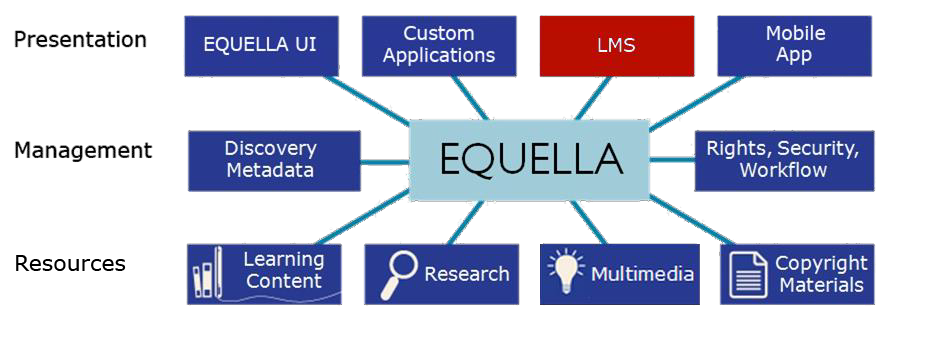 Presentation
EQUELLA UI
Custom
Applications
LMS
Mobile
App
Management
Discovery
Metadata
EQUELLA
Rights, Security,
Workflow
Resources
Learning
Content
Research
Multimedia
Copyright
Materials